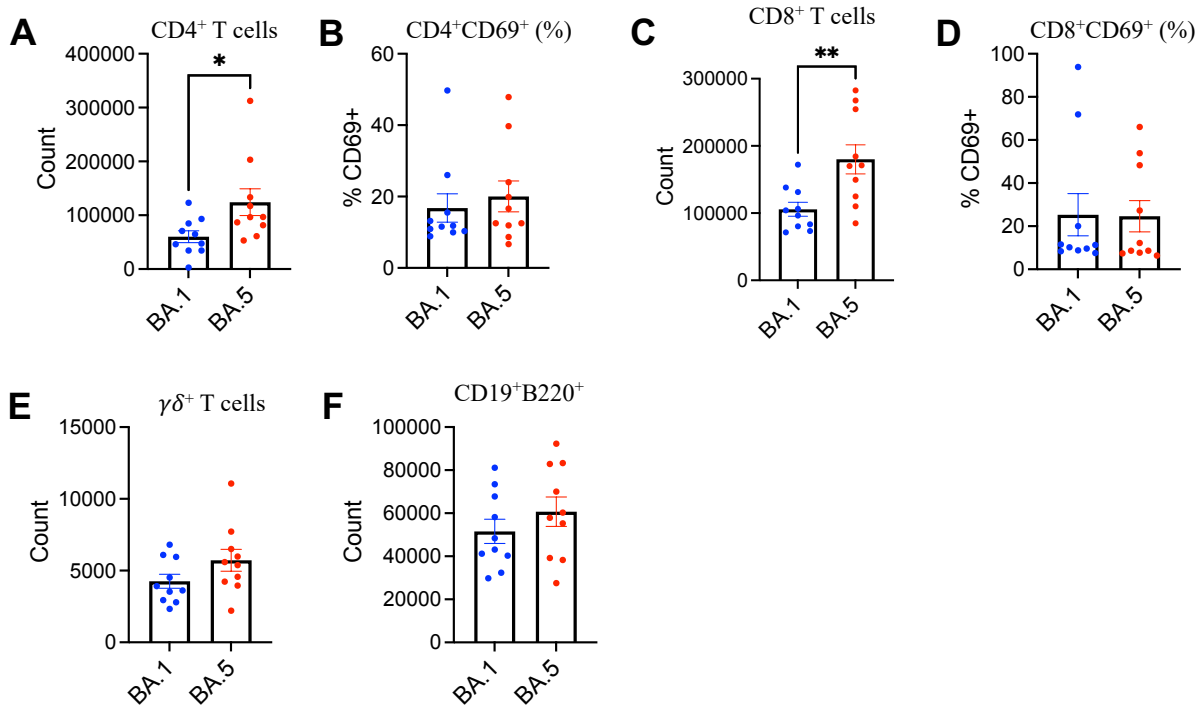 A
CD4⁺ T cells
Count
400000
300000
200000
100000
0
*
BA.1
BA.5
B
CD4⁺CD69⁺ (%)
% CD69+
60
40
20
0
BA.1
BA.5
C
CD8⁺ T cells
Count
300000
200000
100000
0
**
BA.1
BA.5
D
CD8⁺CD69⁺ (%)
% CD69+
100
80
60
40
20
0
BA.1
BA.5
E
γδ⁺ T cells
Count
15000
10000
5000
0
BA.1
BA.5
F
CD19⁺B220⁺
Count
100000
80000
60000
40000
20000
0
BA.1
BA.5